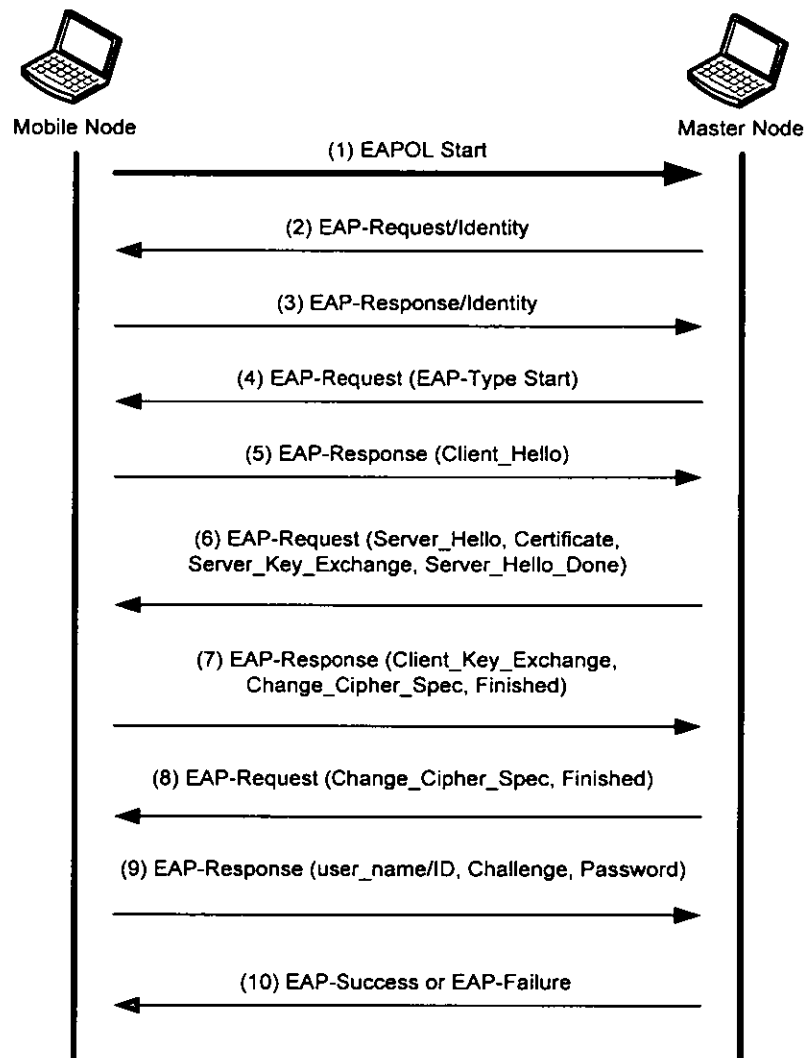 Mobile Node
Master Node
(1) EAPOL Start
(2) EAP-Request/Identity
(3) EAP-Response/Identity
(4) EAP-Request (EAP-Type Start)
(5) EAP-Response (Client_Hello)
(6) EAP-Request (Server_Hello, Certificate,
Server_Key_Exchange, Server_Hello_Done)
(7) EAP-Response (Client_Key_Exchange,
Change_Cipher_Spec, Finished)
(8) EAP-Request (Change_Cipher_Spec, Finished)
(9) EAP-Response (user_name/ID, Challenge, Password)
(10) EAP-Success or EAP-Failure